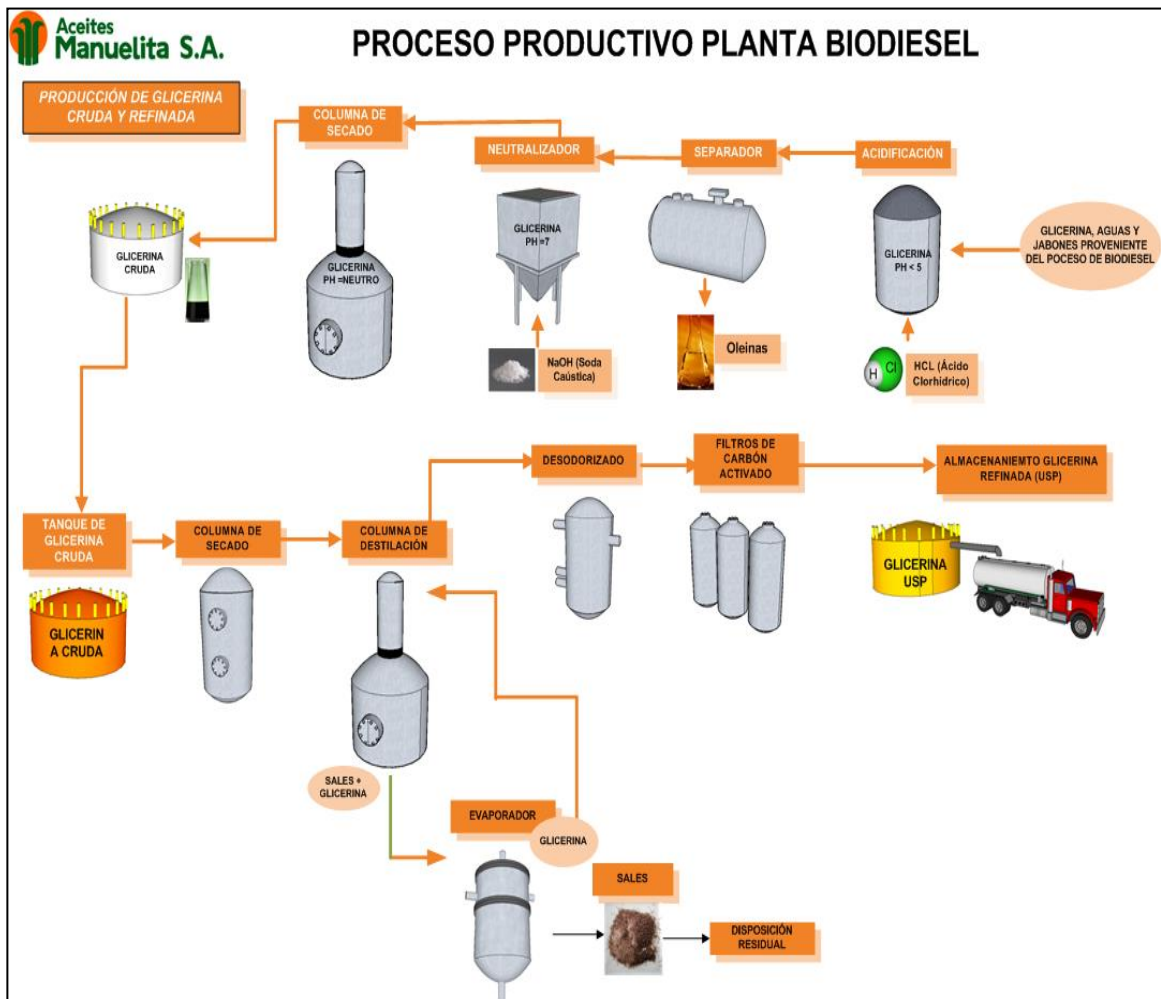 Aceites
Manuelita S.A.
PROCESO PRODUCTIVO PLANTA BIODIESEL
PRODUCCIÓN DE GLICERINA
CRUDA Y REFINADA
COLUMNA DE
SECADO
NEUTRALIZADOR
SEPARADOR
ACIDIFICACIÓN
GLICERINA
CRUDA
GLICERINA
PH =NEUTRO
GLICERINA
PH =7
GLICERINA
PH < 5
GLICERINA, AGUAS Y
JABONES PROVENIENTE
DEL POCESO DE BIODIESEL
NaOH (Soda
Caústica)
Oleinas
H
Cl
HCL (Ácido
Clorhídrico)
DESODORIZADO
FILTROS DE
CARBÓN
ACTIVADO
ALMACENANIEMTO GLICERINA
REFINADA (USP)
TANQUE DE
GLICERINA
CRUDA
COLUMNA DE
SECADO
COLUMNA DE
DESTILACIÓN
GLICERINA
USP
GLICERIN
A CRUDA
SALES +
GLICERINA
EVAPORADOR
GLICERINA
SALES
DISPOSICIÓN
RESIDUAL